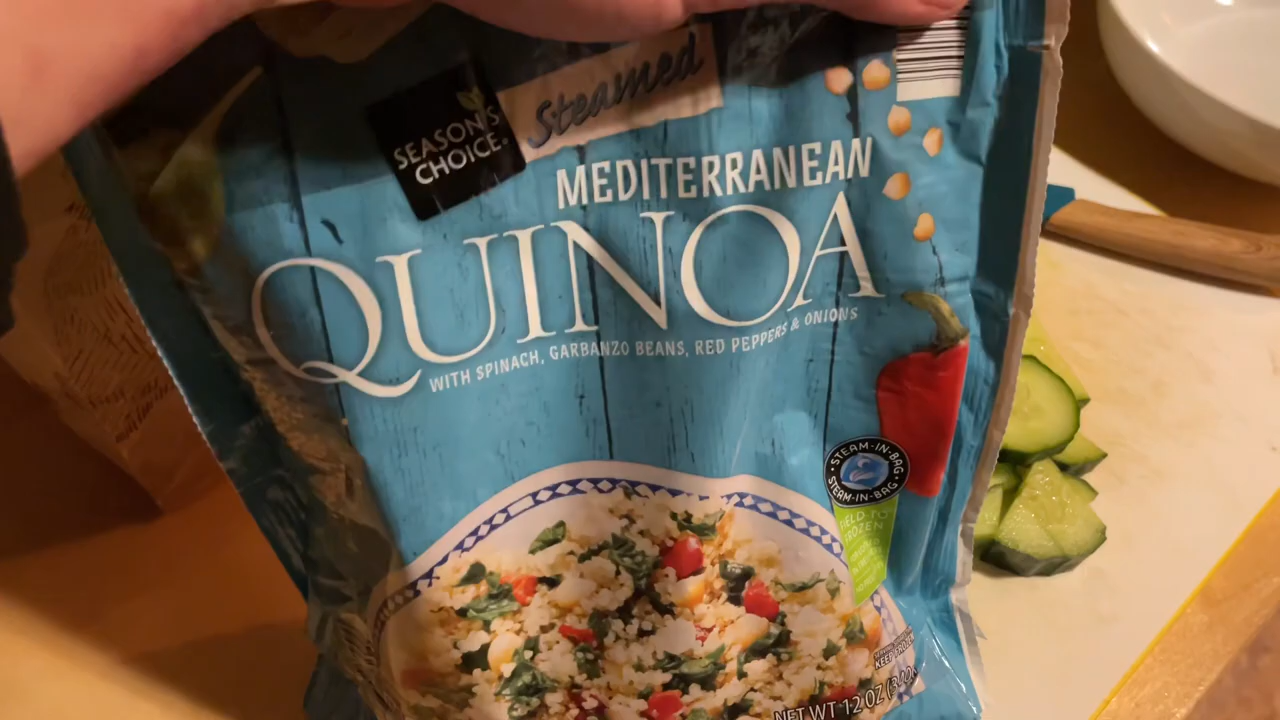 Steamed
SEASON'S
CHOICE
MEDITERRANEAN
QUINOA
WITH SPINACH, GARBANZO BEANS, RED PEPPERS & ONIONS
STEAM-IN-BAG
STEAM-IN-BAG
FIELD-TO
FROZEN
KEEP FROZEN
NET WT 12 OZ (340g